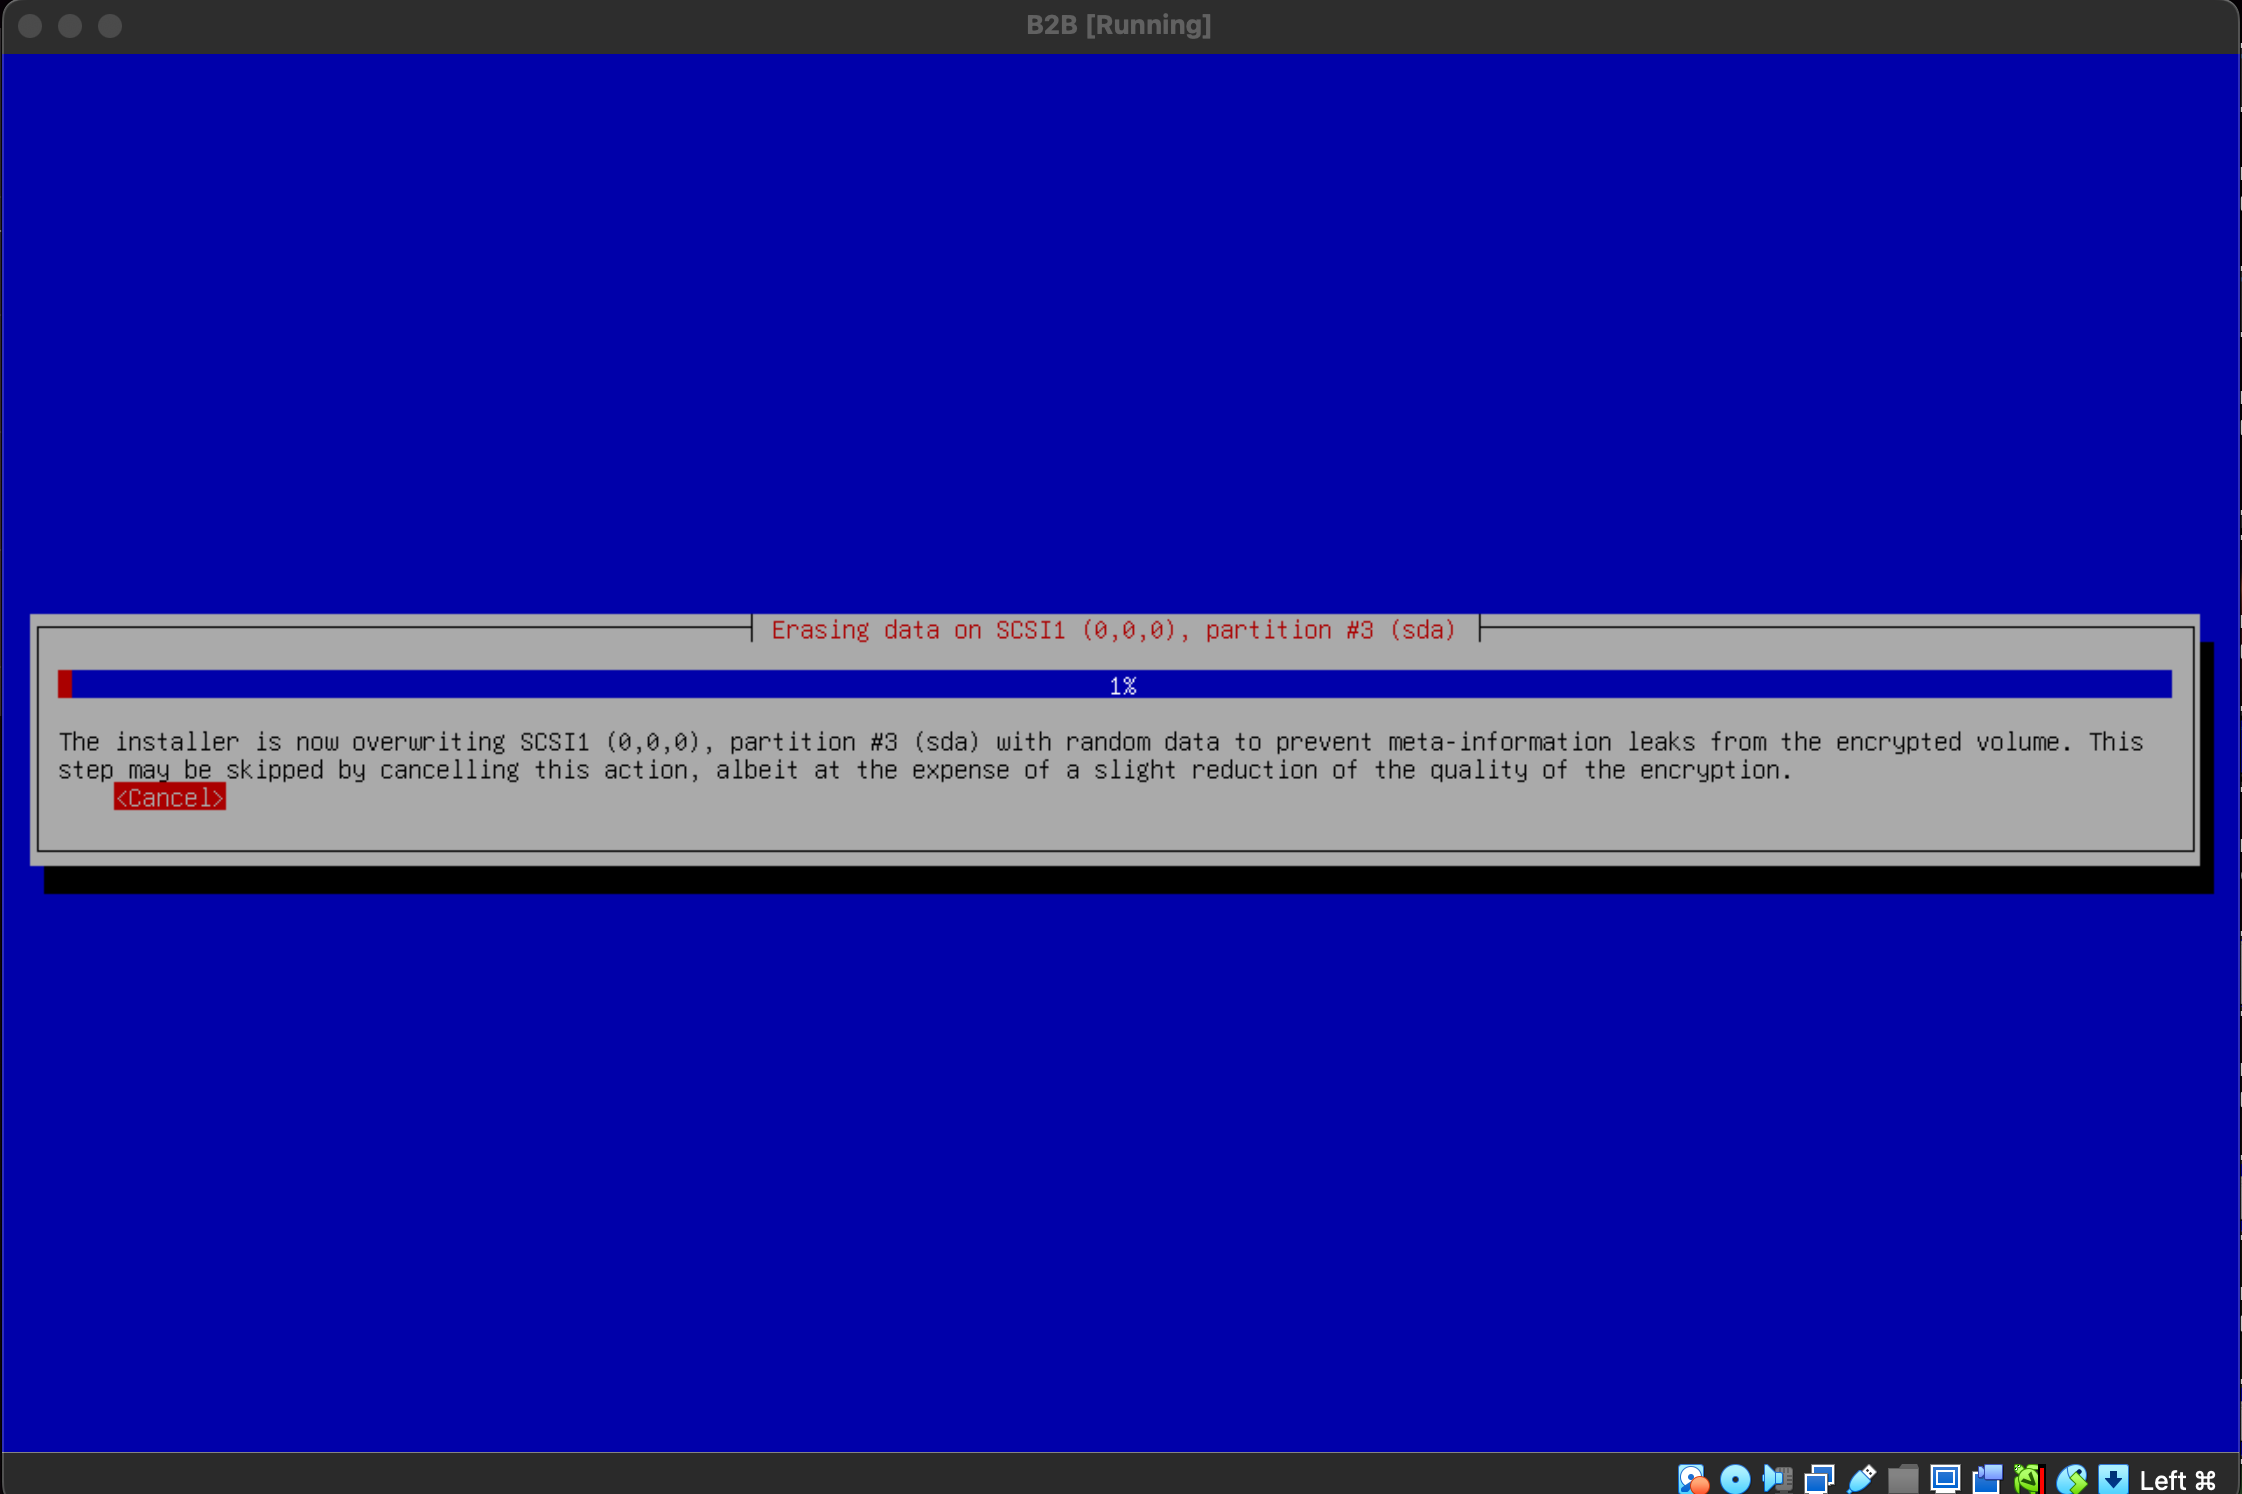 B2B [Running]
Erasing data on SCSI1 (0,0,0), partition #3 (sda)
1%
The installer is now overwriting SCSI1 (0,0,0), partition #3 (sda) with random data to prevent meta-information leaks from the encrypted volume. This
step may be skipped by cancelling this action, albeit at the expense of a slight reduction of the quality of the encryption.
<Cancel>
Left ⌘